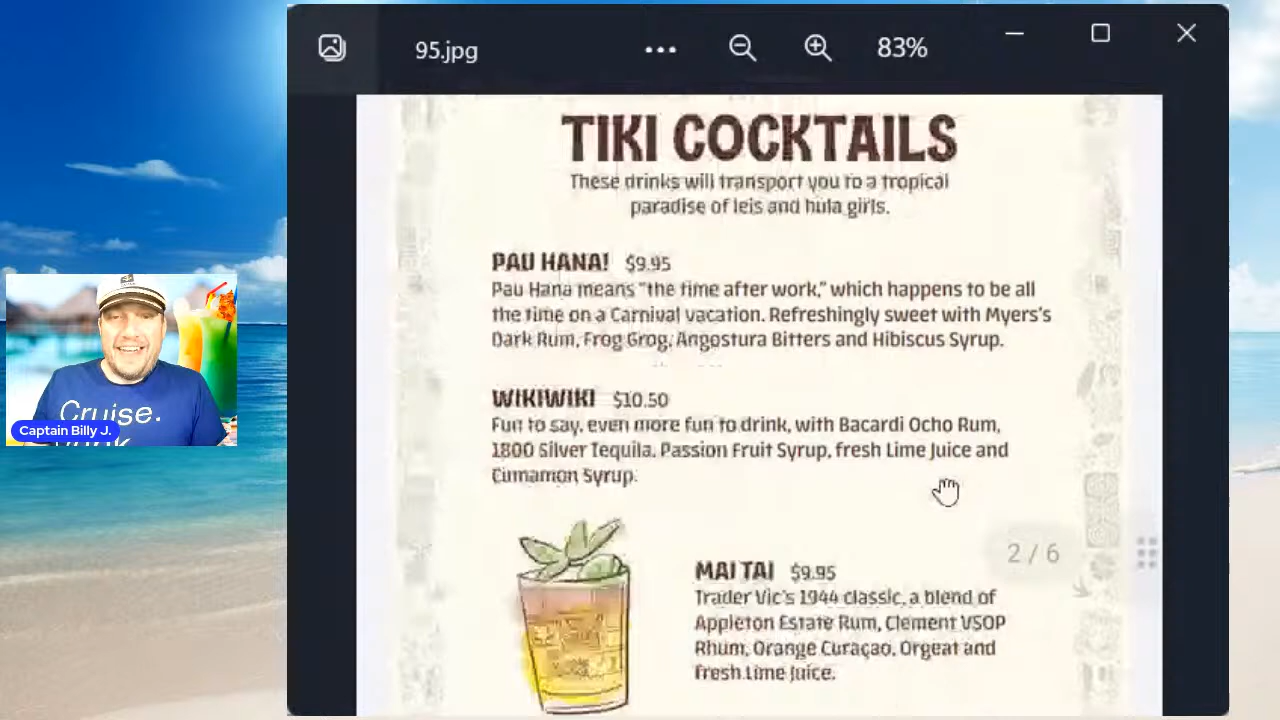 95.jpg
83%
TIKI COCKTAILS
These drinks will transport you to a tropical
paradise of leis and hula girls.
PAU HANA! $9.95
Pau Hana means "the time after work," which happens to be all
the time on a Carnival vacation. Refreshingly sweet with Myers's
Dark Rum, Frog Grog, Angostura Bitters and Hibiscus Syrup.
WIKIWIKI $10.50
Fun to say, even more fun to drink, with Bacardi Ocho Rum,
1800 Silver Tequila, Passion Fruit Syrup, fresh Lime Juice and
Cinnamon Syrup.
2 / 6
MAI TAI $9.95
Trader Vic's 1944 classic, a blend of
Appleton Estate Rum, Clement VSOP
Rhum, Orange Curaçao, Orgeat and
fresh Lime Juice.
Cruise.
Captain Billy J.